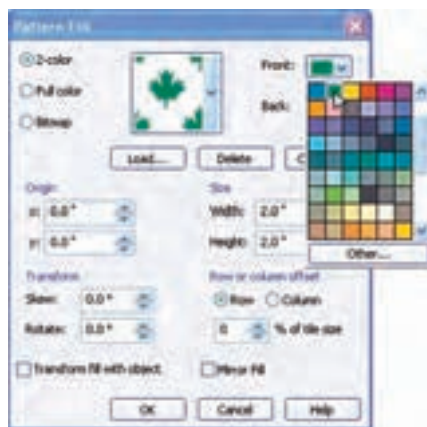 Pattern Fill
2-color
Front:
Full color
Back:
Bitmap
Load...
Delete
C
Origin
Size
x: 0.0"
Width: 2.0"
y: 0.0"
Height: 2.0"
Other...
Transform
Row or column offset
Skew: 0.0°
Row
Column
Rotate: 0.0°
0
% of tile size
Transform fill with object
Mirror Fill
OK
Cancel
Help